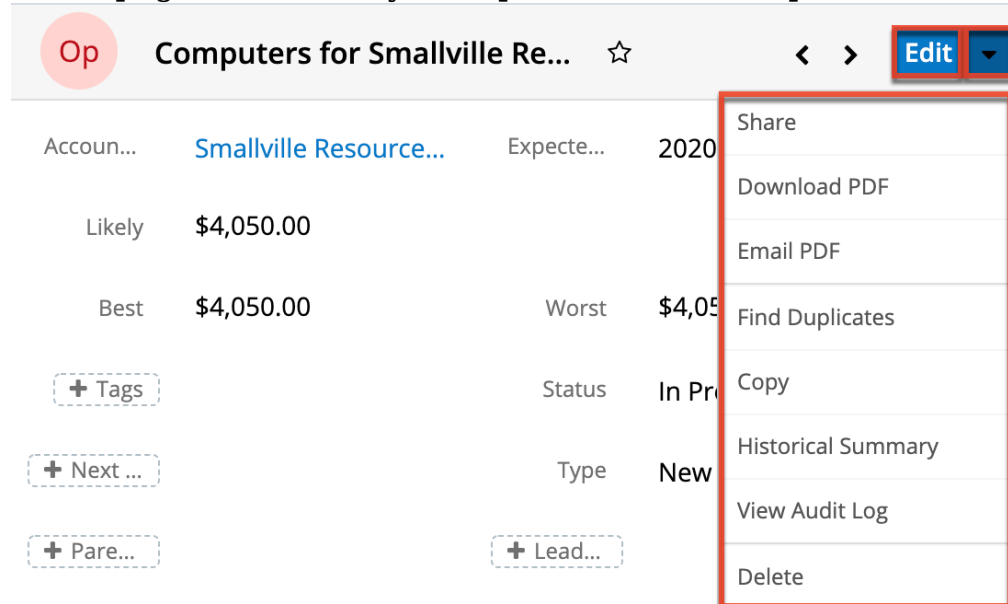 Op Computers for Smallville Re... Edit
Share
Accoun... Smallville Resource... Expecte... 2020
Download PDF
Likely $4,050.00
Email PDF
Best $4,050.00 Worst $4,05
Find Duplicates
+ Tags Status In Pr
Copy
Historical Summary
+ Next ... Type New
View Audit Log
+ Pare... + Lead...
Delete